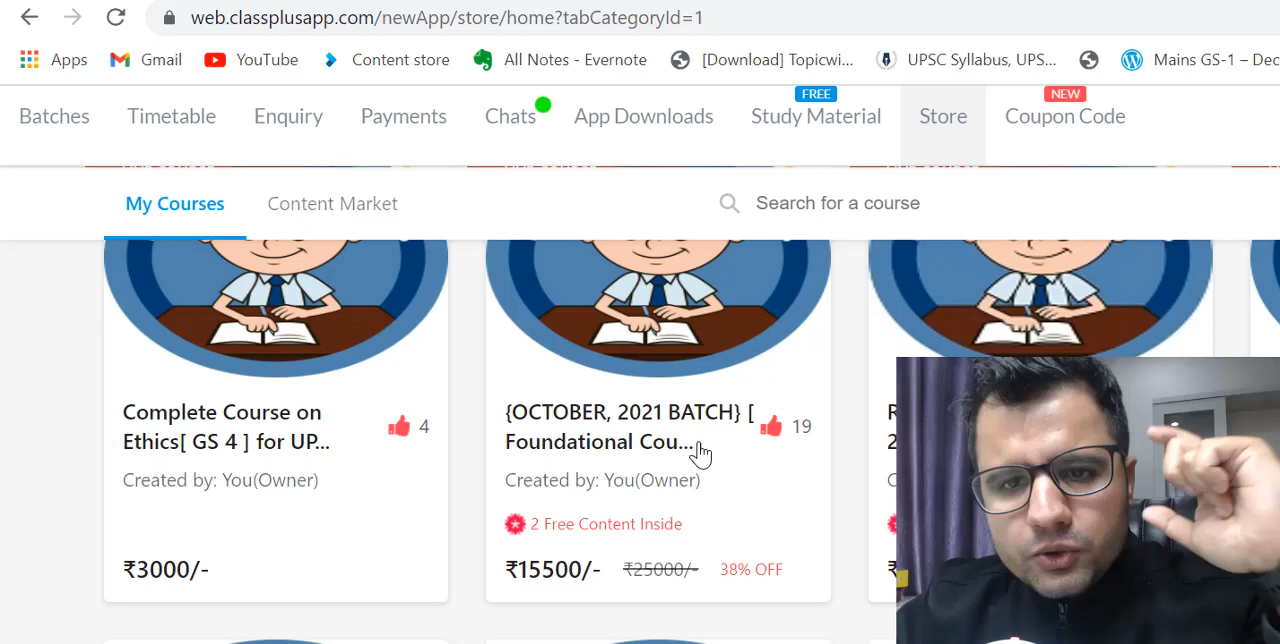 web.classplusapp.com/newApp/store/home?tabCategoryId=1
Apps Gmail YouTube Content store All Notes - Evernote [Download] Topicwi... UPSC Syllabus, UPS... Mains GS-1 – Dec
FREE NEW
Batches Timetable Enquiry Payments Chats App Downloads Study Material Store Coupon Code
My Courses Content Market Search for a course
Complete Course on
Ethics[ GS 4 ] for UP...
4
Created by: You(Owner)
₹3000/-
{OCTOBER, 2021 BATCH} [
Foundational Cou...
19
Created by: You(Owner)
2 Free Content Inside
₹15500/- ₹25000/- 38% OFF